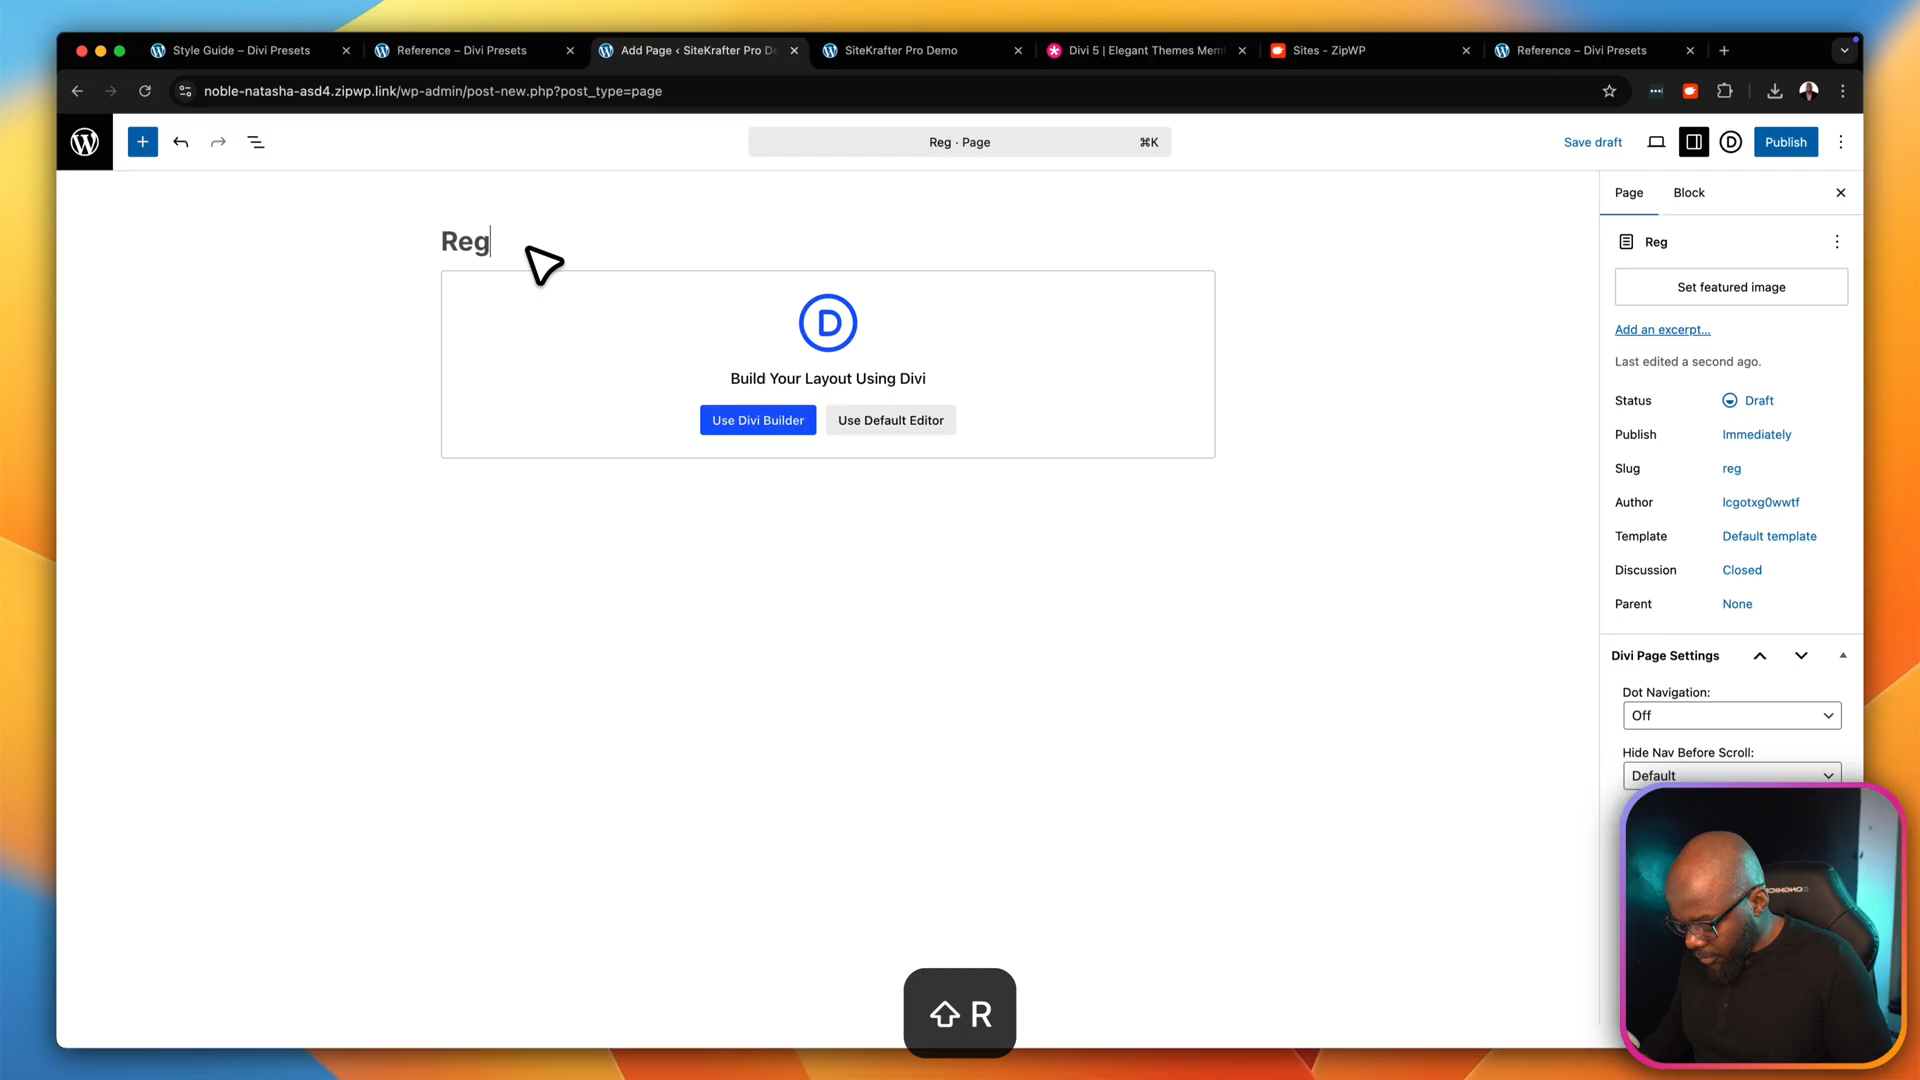 Style Guide – Divi Presets
Reference – Divi Presets
Add Page ‹ SiteKrafter Pro De
SiteKrafter Pro Demo
Divi 5 | Elegant Themes Mem
Sites - ZipWP
Reference – Divi Presets
noble-natasha-asd4.zipwp.link/wp-admin/post-new.php?post_type=page
Reg · Page
⌘K
Save draft
Publish
Page
Block
Reg
Reg
Set featured image
Add an excerpt...
Last edited a second ago.
Status
Draft
Publish
Immediately
Slug
reg
Author
lcgotxg0wwtf
Template
Default template
Discussion
Closed
Parent
None
D
Build Your Layout Using Divi
Use Divi Builder
Use Default Editor
Divi Page Settings
Dot Navigation:
Off
Hide Nav Before Scroll:
Default
⇧ R